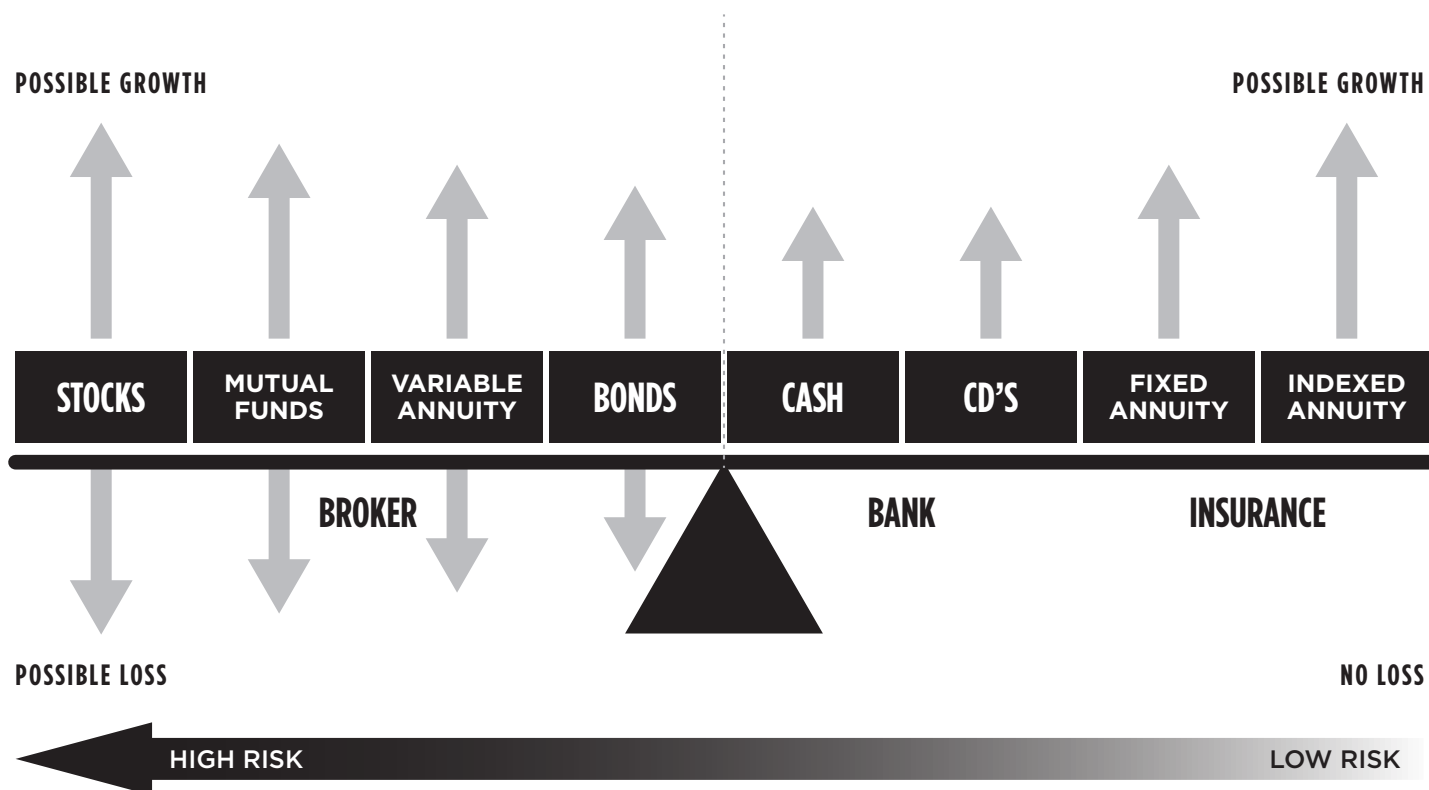 POSSIBLE GROWTH
POSSIBLE GROWTH
STOCKS
MUTUAL
FUNDS
VARIABLE
ANNUITY
BONDS
CASH
CD'S
FIXED
ANNUITY
INDEXED
ANNUITY
BROKER
BANK
INSURANCE
POSSIBLE LOSS
NO LOSS
HIGH RISK
LOW RISK